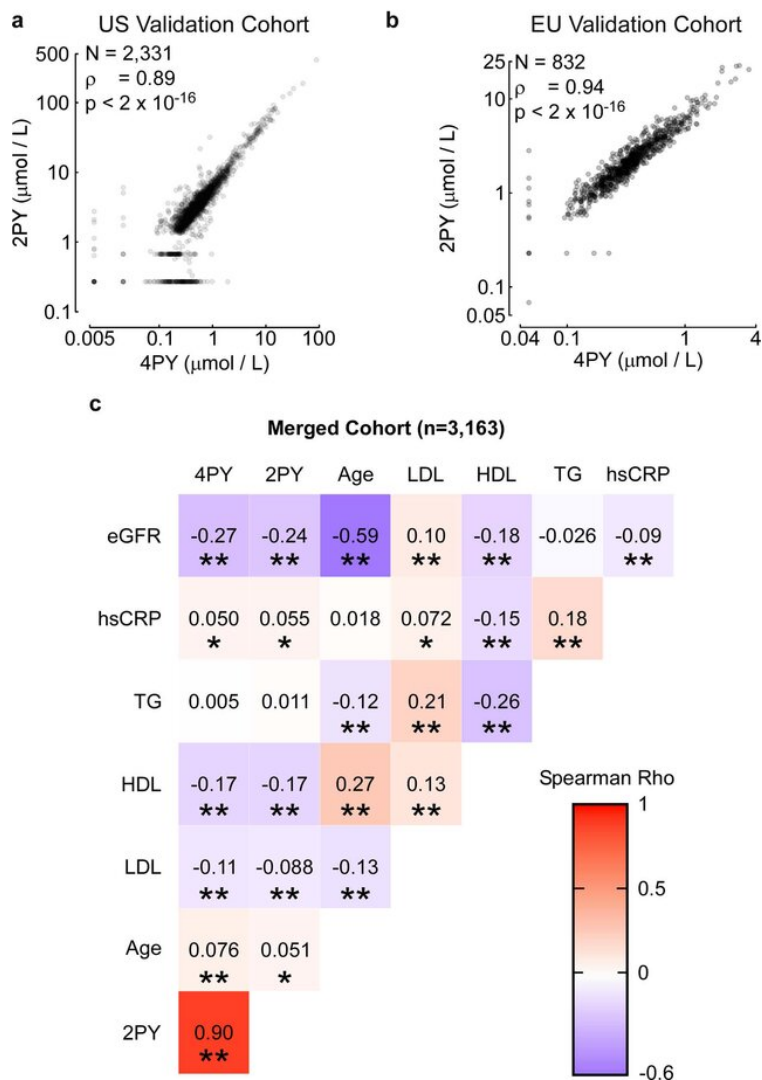 a
US Validation Cohort
N = 2,331
ρ = 0.89
p < 2 x 10-16
500
100
10
1
0.1
2PY (μmol / L)
0.005
0.1
1
10
100
4PY (μmol / L)
b
EU Validation Cohort
N = 832
ρ = 0.94
p < 2 x 10-16
25
10
1
0.1
0.05
2PY (μmol / L)
0.04
0.1
1
4
4PY (μmol / L)
c
Merged Cohort (n=3,163)
4PY 2PY Age LDL HDL TG hsCRP
eGFR -0.27 -0.24 -0.59 0.10 -0.18 -0.026 -0.09
** ** ** ** ** **
hsCRP 0.050 0.055 0.018 0.072 -0.15 0.18
* * * ** **
TG 0.005 0.011 -0.12 0.21 -0.26
** ** **
HDL -0.17 -0.17 0.27 0.13
** ** ** **
LDL -0.11 -0.088 -0.13
** ** **
Age 0.076 0.051
** *
2PY 0.90
**
Spearman Rho
1
0.5
0
-0.6